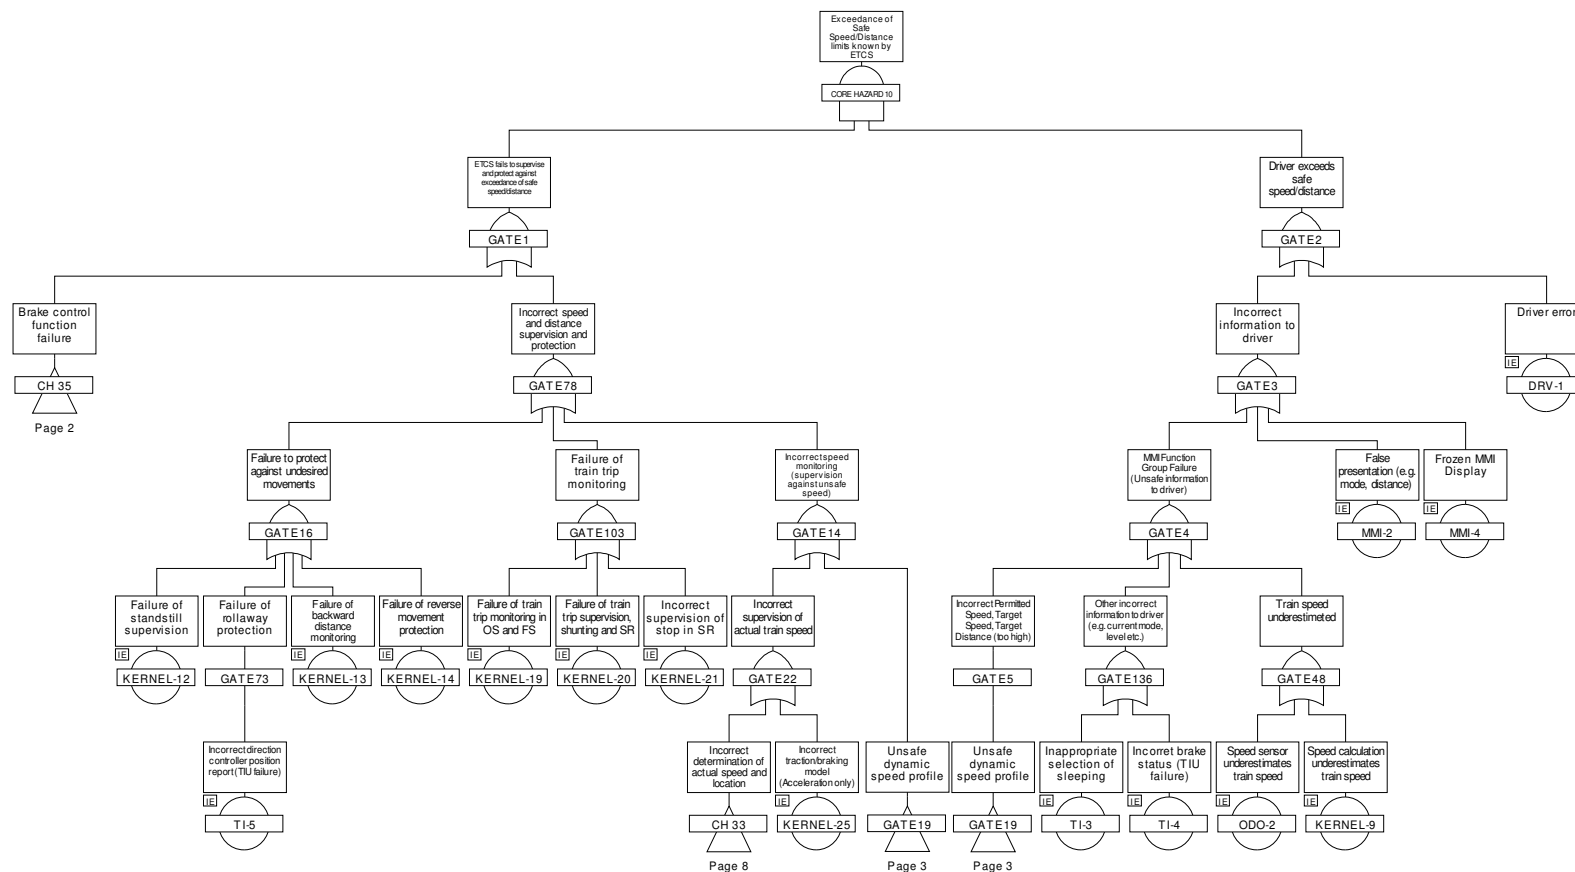 Exceedance of
Safe
Speed/Distance
limits known by
ETCS
CORE HAZARD 10
ETCS fails to supervise
and protect against
exceedance of safe
speed/distance
GATE1
Driver exceeds
safe
speed/distance
GATE2
Brake control
function
failure
CH 35
Page 2
Incorrect speed
and distance
supervision and
protection
GATE78
Incorrect
information to
driver
GATE3
Driver error
IE
DRV-1
Failure to protect
against undesired
movements
GATE16
Failure of
train trip
monitoring
GATE103
Incorrect speed
monitoring
(supervision
against unsafe
speed)
GATE14
MMI Function
Group Failure
(Unsafe information
to driver)
GATE4
False
presentation (e.g.
mode, distance)
IE
MMI-2
Frozen MMI
Display
IE
MMI-4
Failure of
standstill
supervision
IE
KERNEL-12
Failure of
rollaway
protection
GATE73
Failure of
backward
distance
monitoring
IE
KERNEL-13
Failure of reverse
movement
protection
IE
KERNEL-14
Failure of train
trip monitoring in
OS and FS
IE
KERNEL-19
Failure of train
trip supervision,
shunting and SR
IE
KERNEL-20
Incorrect
supervision of
stop in SR
IE
KERNEL-21
Incorrect
supervision of
actual train speed
GATE22
Incorrect Permitted
Speed, Target
Speed, Target
Distance (too high)
GATE5
Other incorrect
information to driver
(e.g. current mode,
level etc.)
GATE136
Train speed
underestimeted
GATE48
Incorrect direction
controller position
report (TIU failure)
IE
TI-5
Incorrect
determination of
actual speed and
location
CH 33
Page 8
Incorrect
traction/braking
model
(Acceleration only)
IE
KERNEL-25
Unsafe
dynamic
speed profile
GATE19
Page 3
Unsafe
dynamic
speed profile
GATE19
Page 3
Inappropriate
selection of
sleeping
IE
TI-3
Incorret brake
status (TIU
failure)
IE
TI-4
Speed sensor
underestimates
train speed
IE
ODO-2
Speed calculation
underestimates
train speed
IE
KERNEL-9